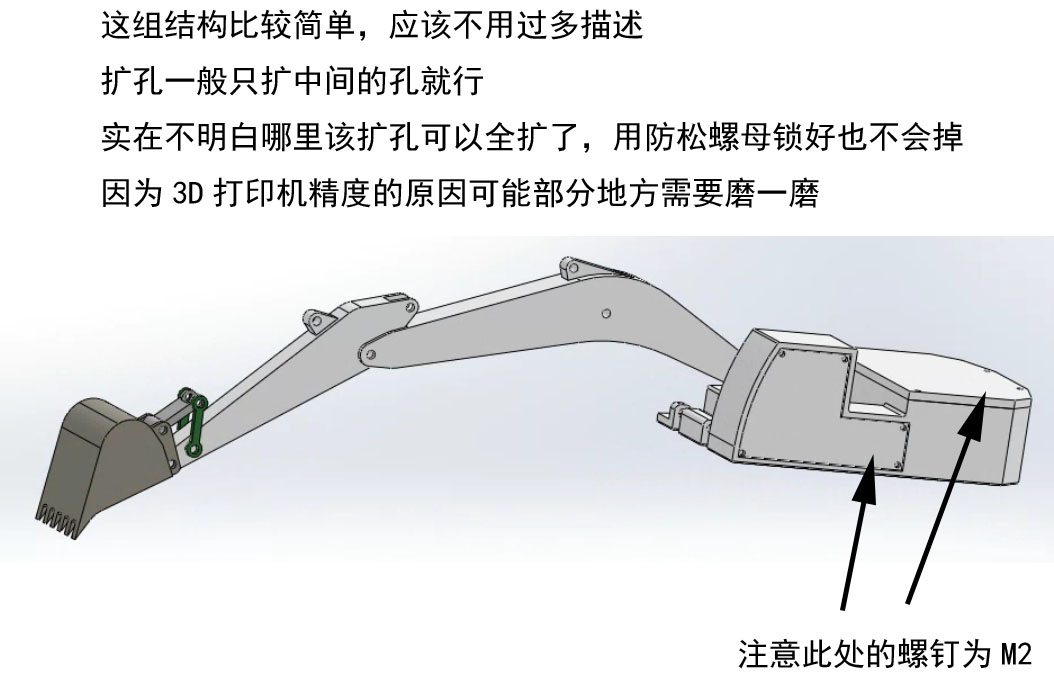 这组结构比较简单，应该不用过多描述
扩孔一般只扩中间的孔就行
实在不明白哪里该扩孔可以全扩了，用防松螺母锁好也不会掉
因为 3D 打印机精度的原因可能部分地方需要磨一磨
注意此处的螺钉为 M2